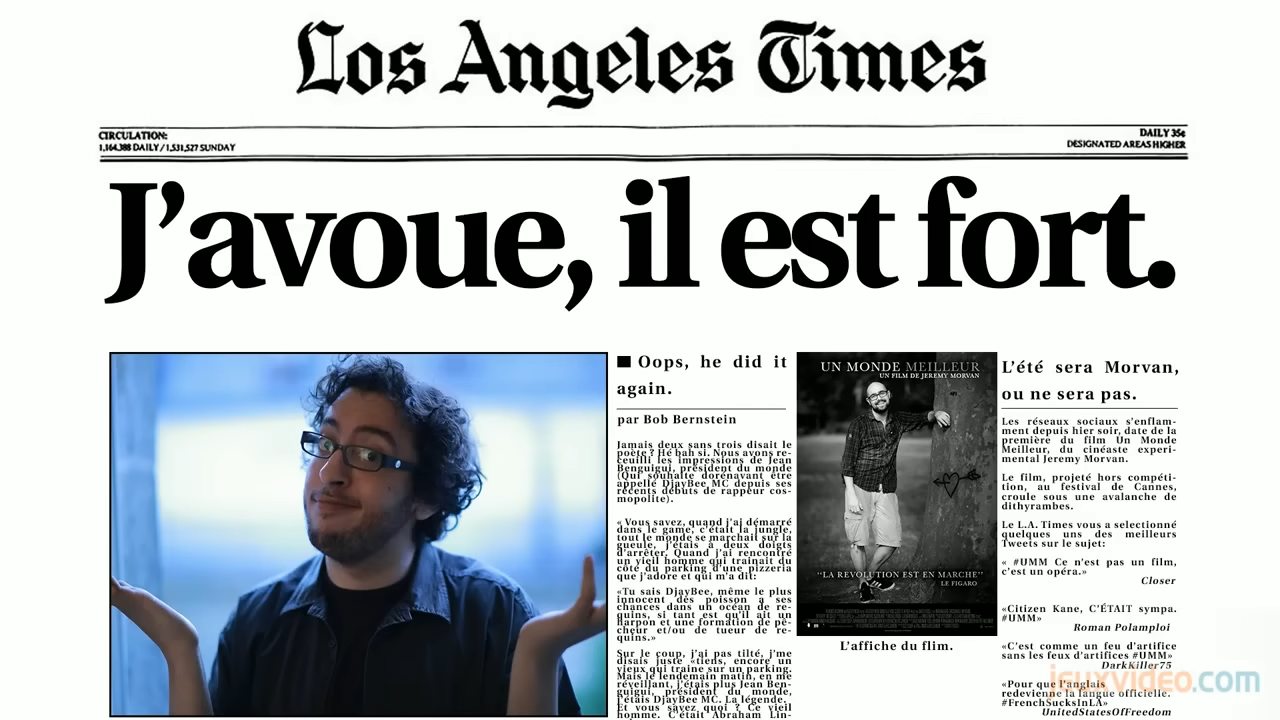 Los Angeles Times
CIRCULATION:
1,164,388 DAILY / 1,531,527 SUNDAY
DAILY 35¢
DESIGNATED AREAS HIGHER
J'avoue, il est fort.
■ Oops, he did it
again.
par Bob Bernstein
Jamais deux sans trois disait le
poète ? Hé bah si. Nous avons re-
ceuilli les impressions de Jean
Benguigui, président du monde
(Qui souhaite dorénavant être
appellé DjayBee MC depuis ses
récents débuts de rappeur cos-
mopolite).
« Vous savez, quand j'ai démarré
dans le game, c'était la jungle,
tout le monde se marchait sur la
gueule, j'étais à deux doigts
d'arrêter. Quand j'ai rencontré
un vieil homme qui trainait du
côté du parking d'une pizzeria
que j'adore et qui m'a dit:
«Tu sais DjayBee, même le plus
innocent des poisson a ses
chances dans un océan de re-
quins, si tant est qu'il ait un
harpon et une formation de pê-
cheur et/ou de tueur de re-
quins.»
Sur le coup, j'ai pas tilté, j'me
disais juste «tiens, encore un
vieux qui traine sur un parking.
Mais le lendemain matin, en me
réveillant, j'étais plus Jean Ben-
guigui, président du monde,
j'étais DjayBee MC. La légende.
Et vous savez quoi ? Ce vieil
homme. C'était Abraham Lin-
UN MONDE MEILLEUR
UN FILM DE JEREMY MORVAN
"LA REVOLUTION EST EN MARCHE"
LE FIGARO
L'affiche du flim.
L'été sera Morvan,
ou ne sera pas.
Les réseaux sociaux s'enflam-
ment depuis hier soir, date de la
première du film Un Monde
Meilleur, du cinéaste experi-
mental Jeremy Morvan.
Le film, projeté hors compéti-
tion, au festival de Cannes,
croule sous une avalanche de
dithyrambes.
Le L.A. Times vous a selectionné
quelques uns des meilleurs
Tweets sur le sujet:
« #UMM Ce n'est pas un film,
c'est un opéra.»
Closer
«Citizen Kane, C'ÉTAIT sympa.
#UMM»
Roman Polamploi
«C'est comme un feu d'artifice
sans les feux d'artifices #UMM»
DarkKiller75
«Pour que l'anglais
redevienne la langue officielle.
#FrenchSucksInLA»
UnitedStatesOfFreedom
jeuxvideo.com